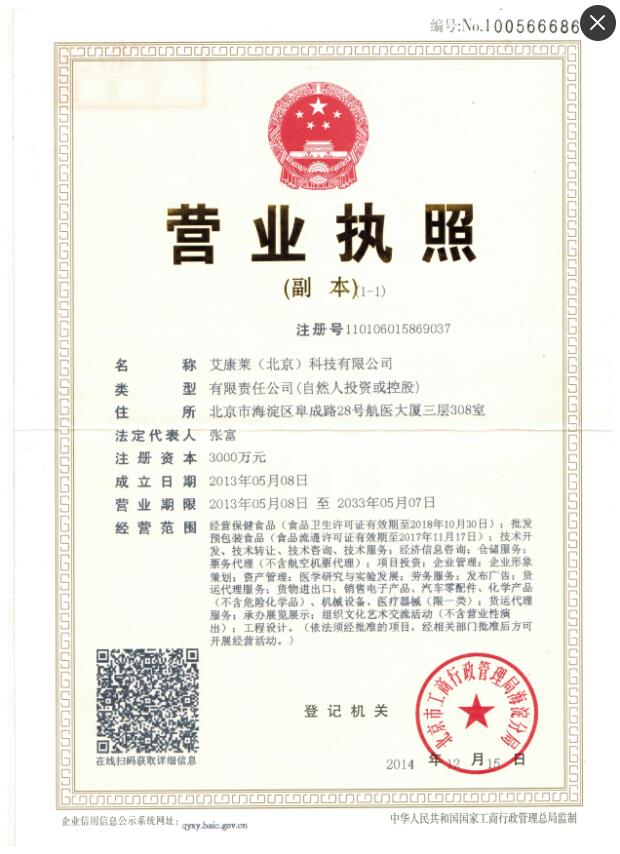 编号:No.100566686
营业执照
(副 本)(1-1)
注册号110106015869037
名 称 艾康莱（北京）科技有限公司
类 型 有限责任公司(自然人投资或控股)
住 所 北京市海淀区阜成路28号航医大厦三层308室
法定代表人 张富
注册资本 3000万元
成立日期 2013年05月08日
营业期限 2013年05月08日 至 2033年05月07日
经营范围 经营保健食品（食品卫生许可证有效期至2018年10月30日）；批发
预包装食品（食品流通许可证有效期至2017年11月17日）；技术开
发、技术转让、技术咨询、技术服务；经济信息咨询；仓储服务；
票务代理（不含航空机票代理）；项目投资；企业管理；企业形象
策划；资产管理；医学研究与实验发展；劳务服务；发布广告；货
运代理服务；货物进出口；销售电子产品、汽车零配件、化学产品
（不含危险化学品）、机械设备、医疗器械（限一类）；货运代理
服务；承办展览展示；组织文化艺术交流活动（不含营业性演
出）；工程设计。（依法须经批准的项目，经相关部门批准后方可
开展经营活动。）
在线扫码获取详细信息
登记机关
北京市工商行政管理局海淀分局
2014 年 12 月 15 日
企业信用信息公示系统网址: qyxy.baic.gov.cn
中华人民共和国国家工商行政管理总局监制